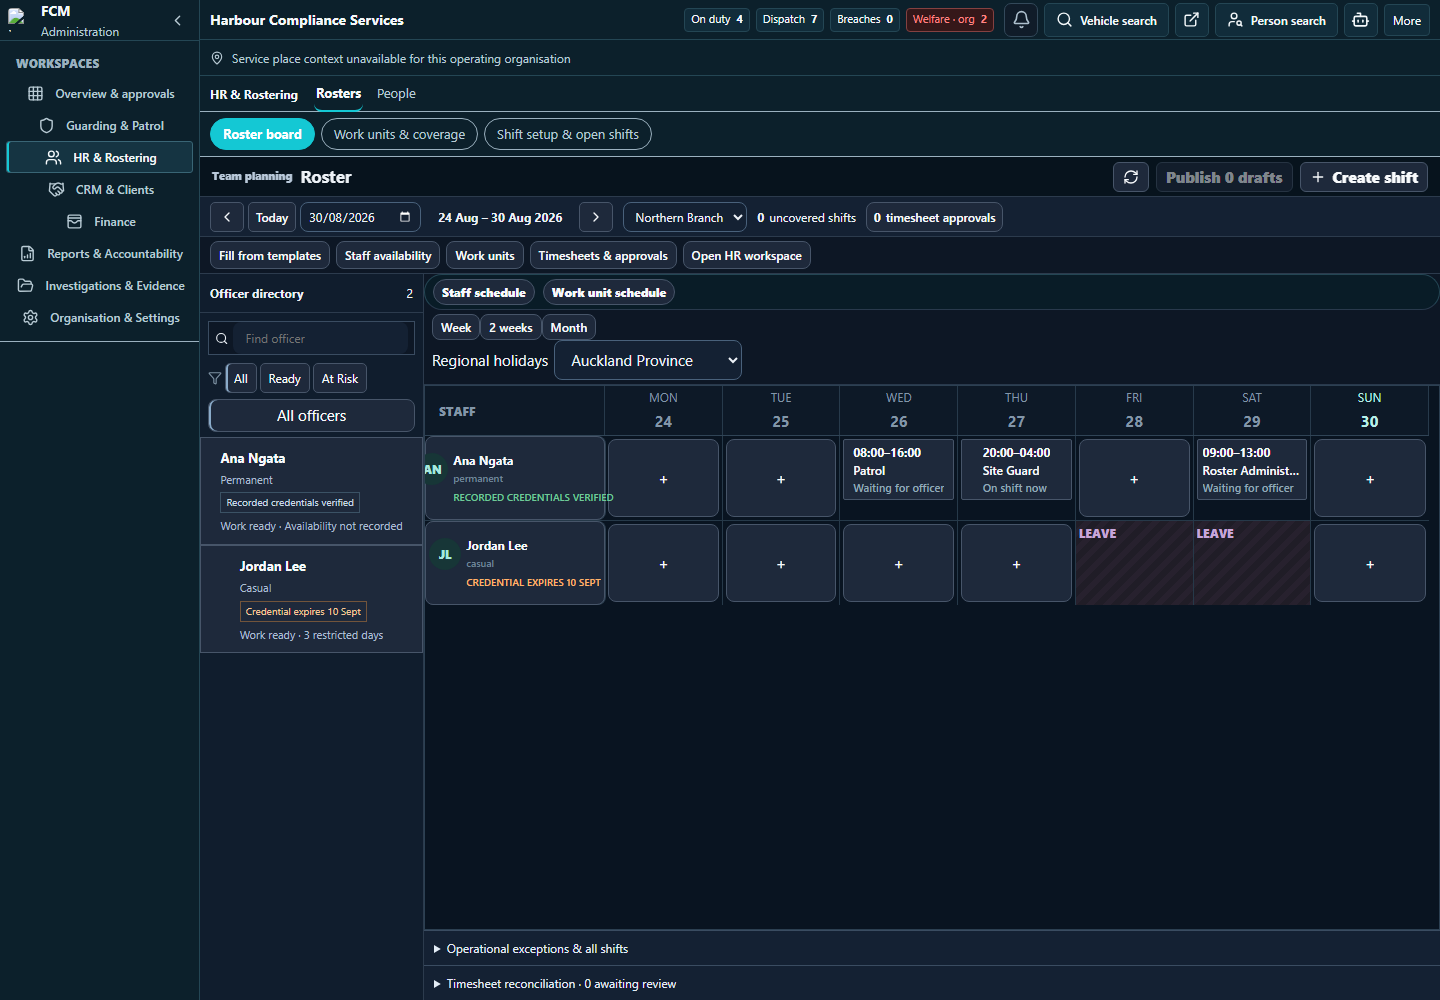 FCM
Administration
WORKSPACES
Overview & approvals
Guarding & Patrol
HR & Rostering
CRM & Clients
Finance
Reports & Accountability
Investigations & Evidence
Organisation & Settings
Harbour Compliance Services
On duty 4
Dispatch 7
Breaches 0
Welfare · org 2
Vehicle search
Person search
More
Service place context unavailable for this operating organisation
HR & Rostering
Rosters
People
Roster board
Work units & coverage
Shift setup & open shifts
Team planning Roster
Publish 0 drafts
+ Create shift
Today
30/08/2026
24 Aug – 30 Aug 2026
Northern Branch
0 uncovered shifts
0 timesheet approvals
Fill from templates
Staff availability
Work units
Timesheets & approvals
Open HR workspace
Officer directory 2
Find officer
All
Ready
At Risk
All officers
Ana Ngata
Permanent
Recorded credentials verified
Work ready · Availability not recorded
Jordan Lee
Casual
Credential expires 10 Sept
Work ready · 3 restricted days
Staff schedule
Work unit schedule
Week
2 weeks
Month
Regional holidays
Auckland Province
STAFF
MON 24
TUE 25
WED 26
THU 27
FRI 28
SAT 29
SUN 30
AN
Ana Ngata
permanent
RECORDED CREDENTIALS VERIFIED
+
+
08:00–16:00
Patrol
Waiting for officer
20:00–04:00
Site Guard
On shift now
+
09:00–13:00
Roster Administ...
Waiting for officer
+
JL
Jordan Lee
casual
CREDENTIAL EXPIRES 10 SEPT
+
+
+
+
LEAVE
LEAVE
+
Operational exceptions & all shifts
Timesheet reconciliation · 0 awaiting review